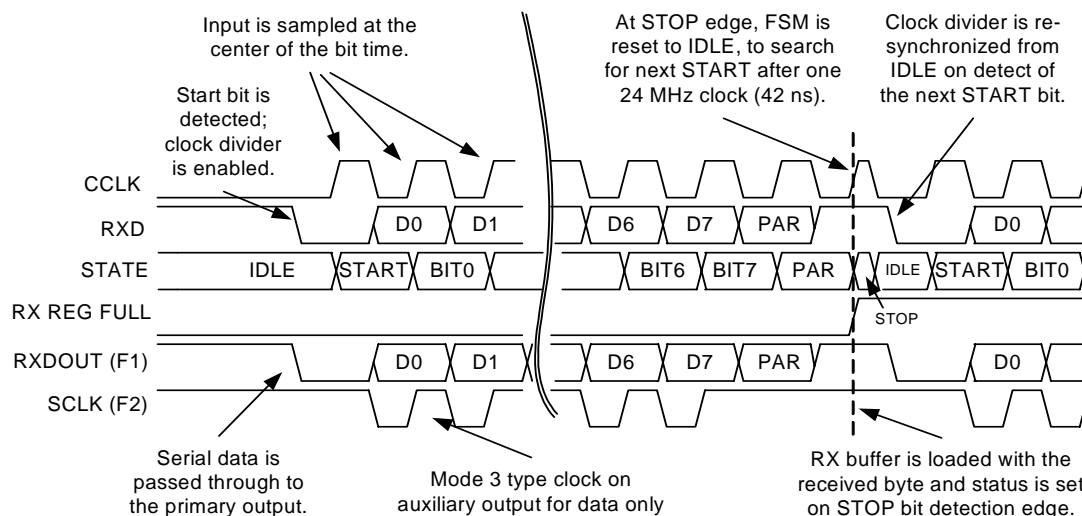 Input is sampled at the
center of the bit time.
At STOP edge, FSM is
reset to IDLE, to search
for next START after one
24 MHz clock (42 ns).
Clock divider is re-
synchronized from
IDLE on detect of
the next START bit.
Start bit is
detected;
clock divider
is enabled.
CCLK
RXD D0 D1 D6 D7 PAR D0
STATE IDLE START BIT0 BIT6 BIT7 PAR IDLE START BIT0
STOP
RX REG FULL
RXDOUT (F1) D0 D1 D6 D7 PAR D0
SCLK (F2)
Serial data is
passed through to
the primary output.
Mode 3 type clock on
auxiliary output for data only
RX buffer is loaded with the
received byte and status is set
on STOP bit detection edge.